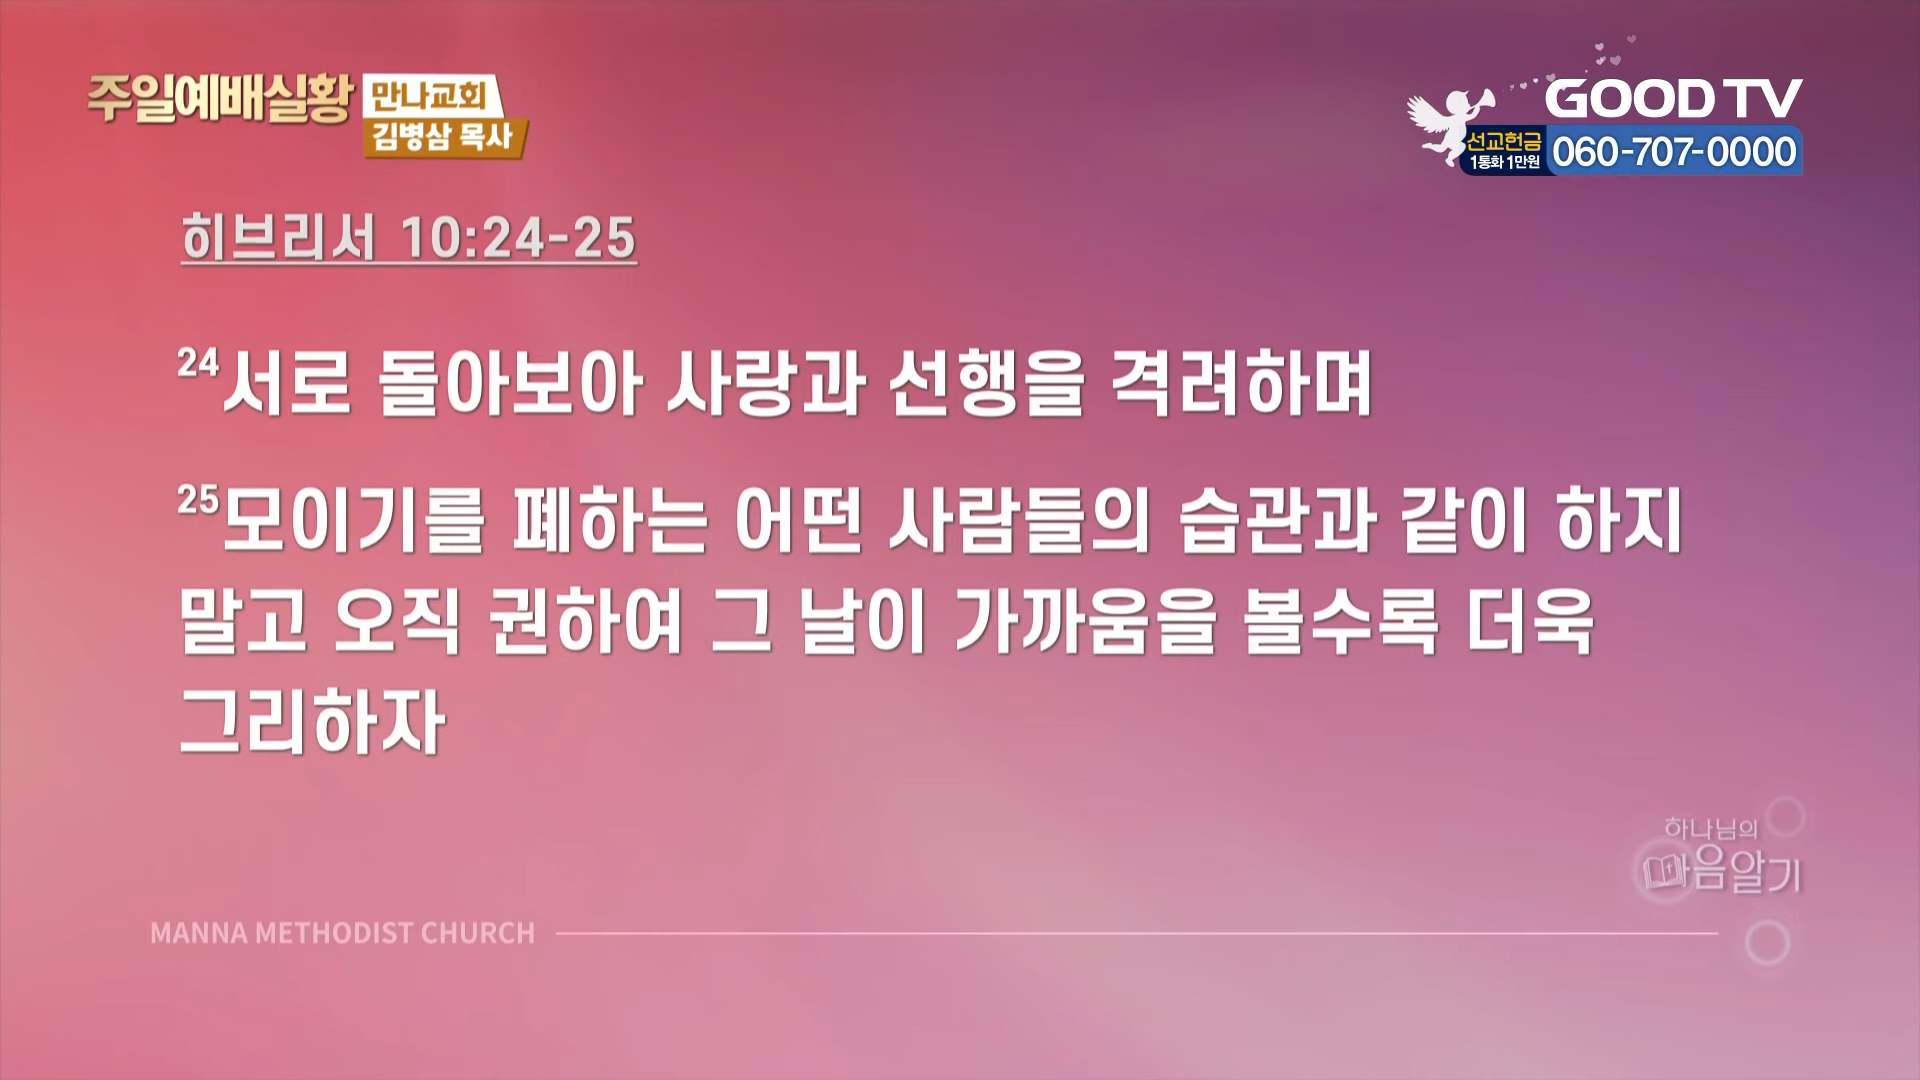 주일예배실황
만나교회
김병삼 목사
GOOD TV
선교헌금
1통화 1만원
060-707-0000
히브리서 10:24-25
24서로 돌아보아 사랑과 선행을 격려하며
25모이기를 폐하는 어떤 사람들의 습관과 같이 하지
말고 오직 권하여 그 날이 가까움을 볼수록 더욱
그리하자
하나님의
마음알기
MANNA METHODIST CHURCH